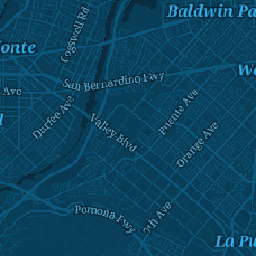 Baldwin Pa
Cogswell Rd
onte
San Bernardino Fwy
We
Ave
Durfee Ave
Valley Blvd
Puente Ave
Orange Ave
Pomona Fwy
7th Ave
La Pu